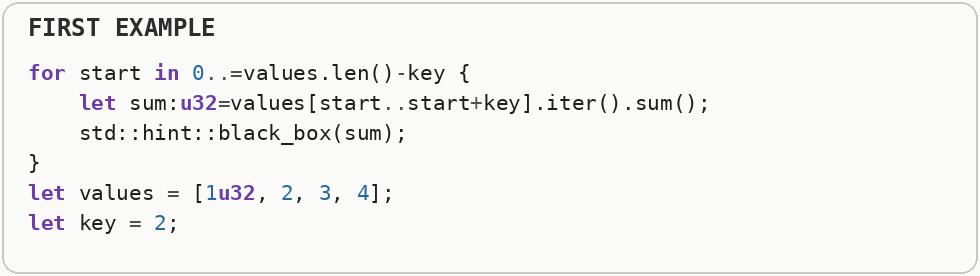 FIRST EXAMPLE
for start in 0..=values.len()-key {
    let sum:u32=values[start..start+key].iter().sum();
    std::hint::black_box(sum);
}
let values = [1u32, 2, 3, 4];
let key = 2;